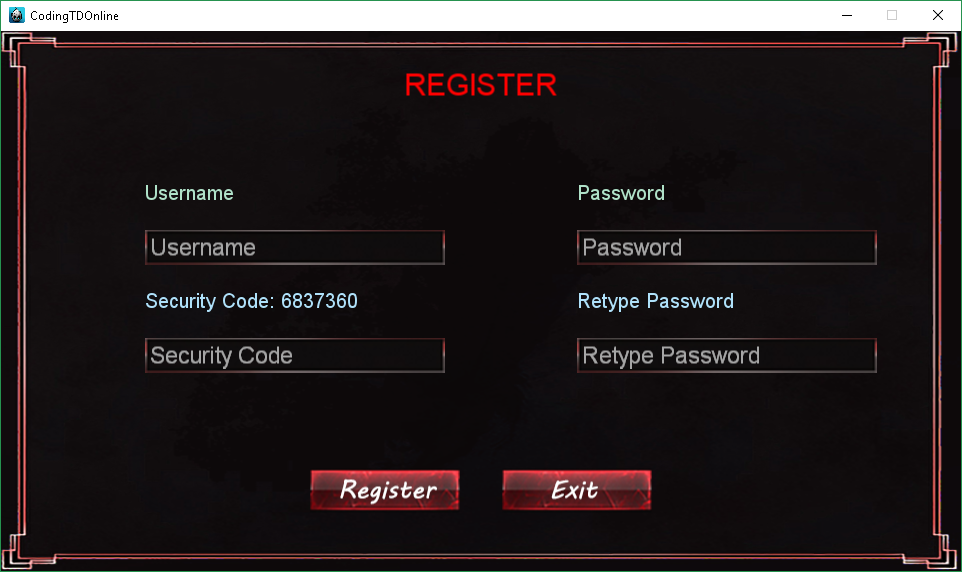 CodingTDOnline
REGISTER
Username
Password
Username
Password
Security Code: 6837360
Retype Password
Security Code
Retype Password
Register
Exit